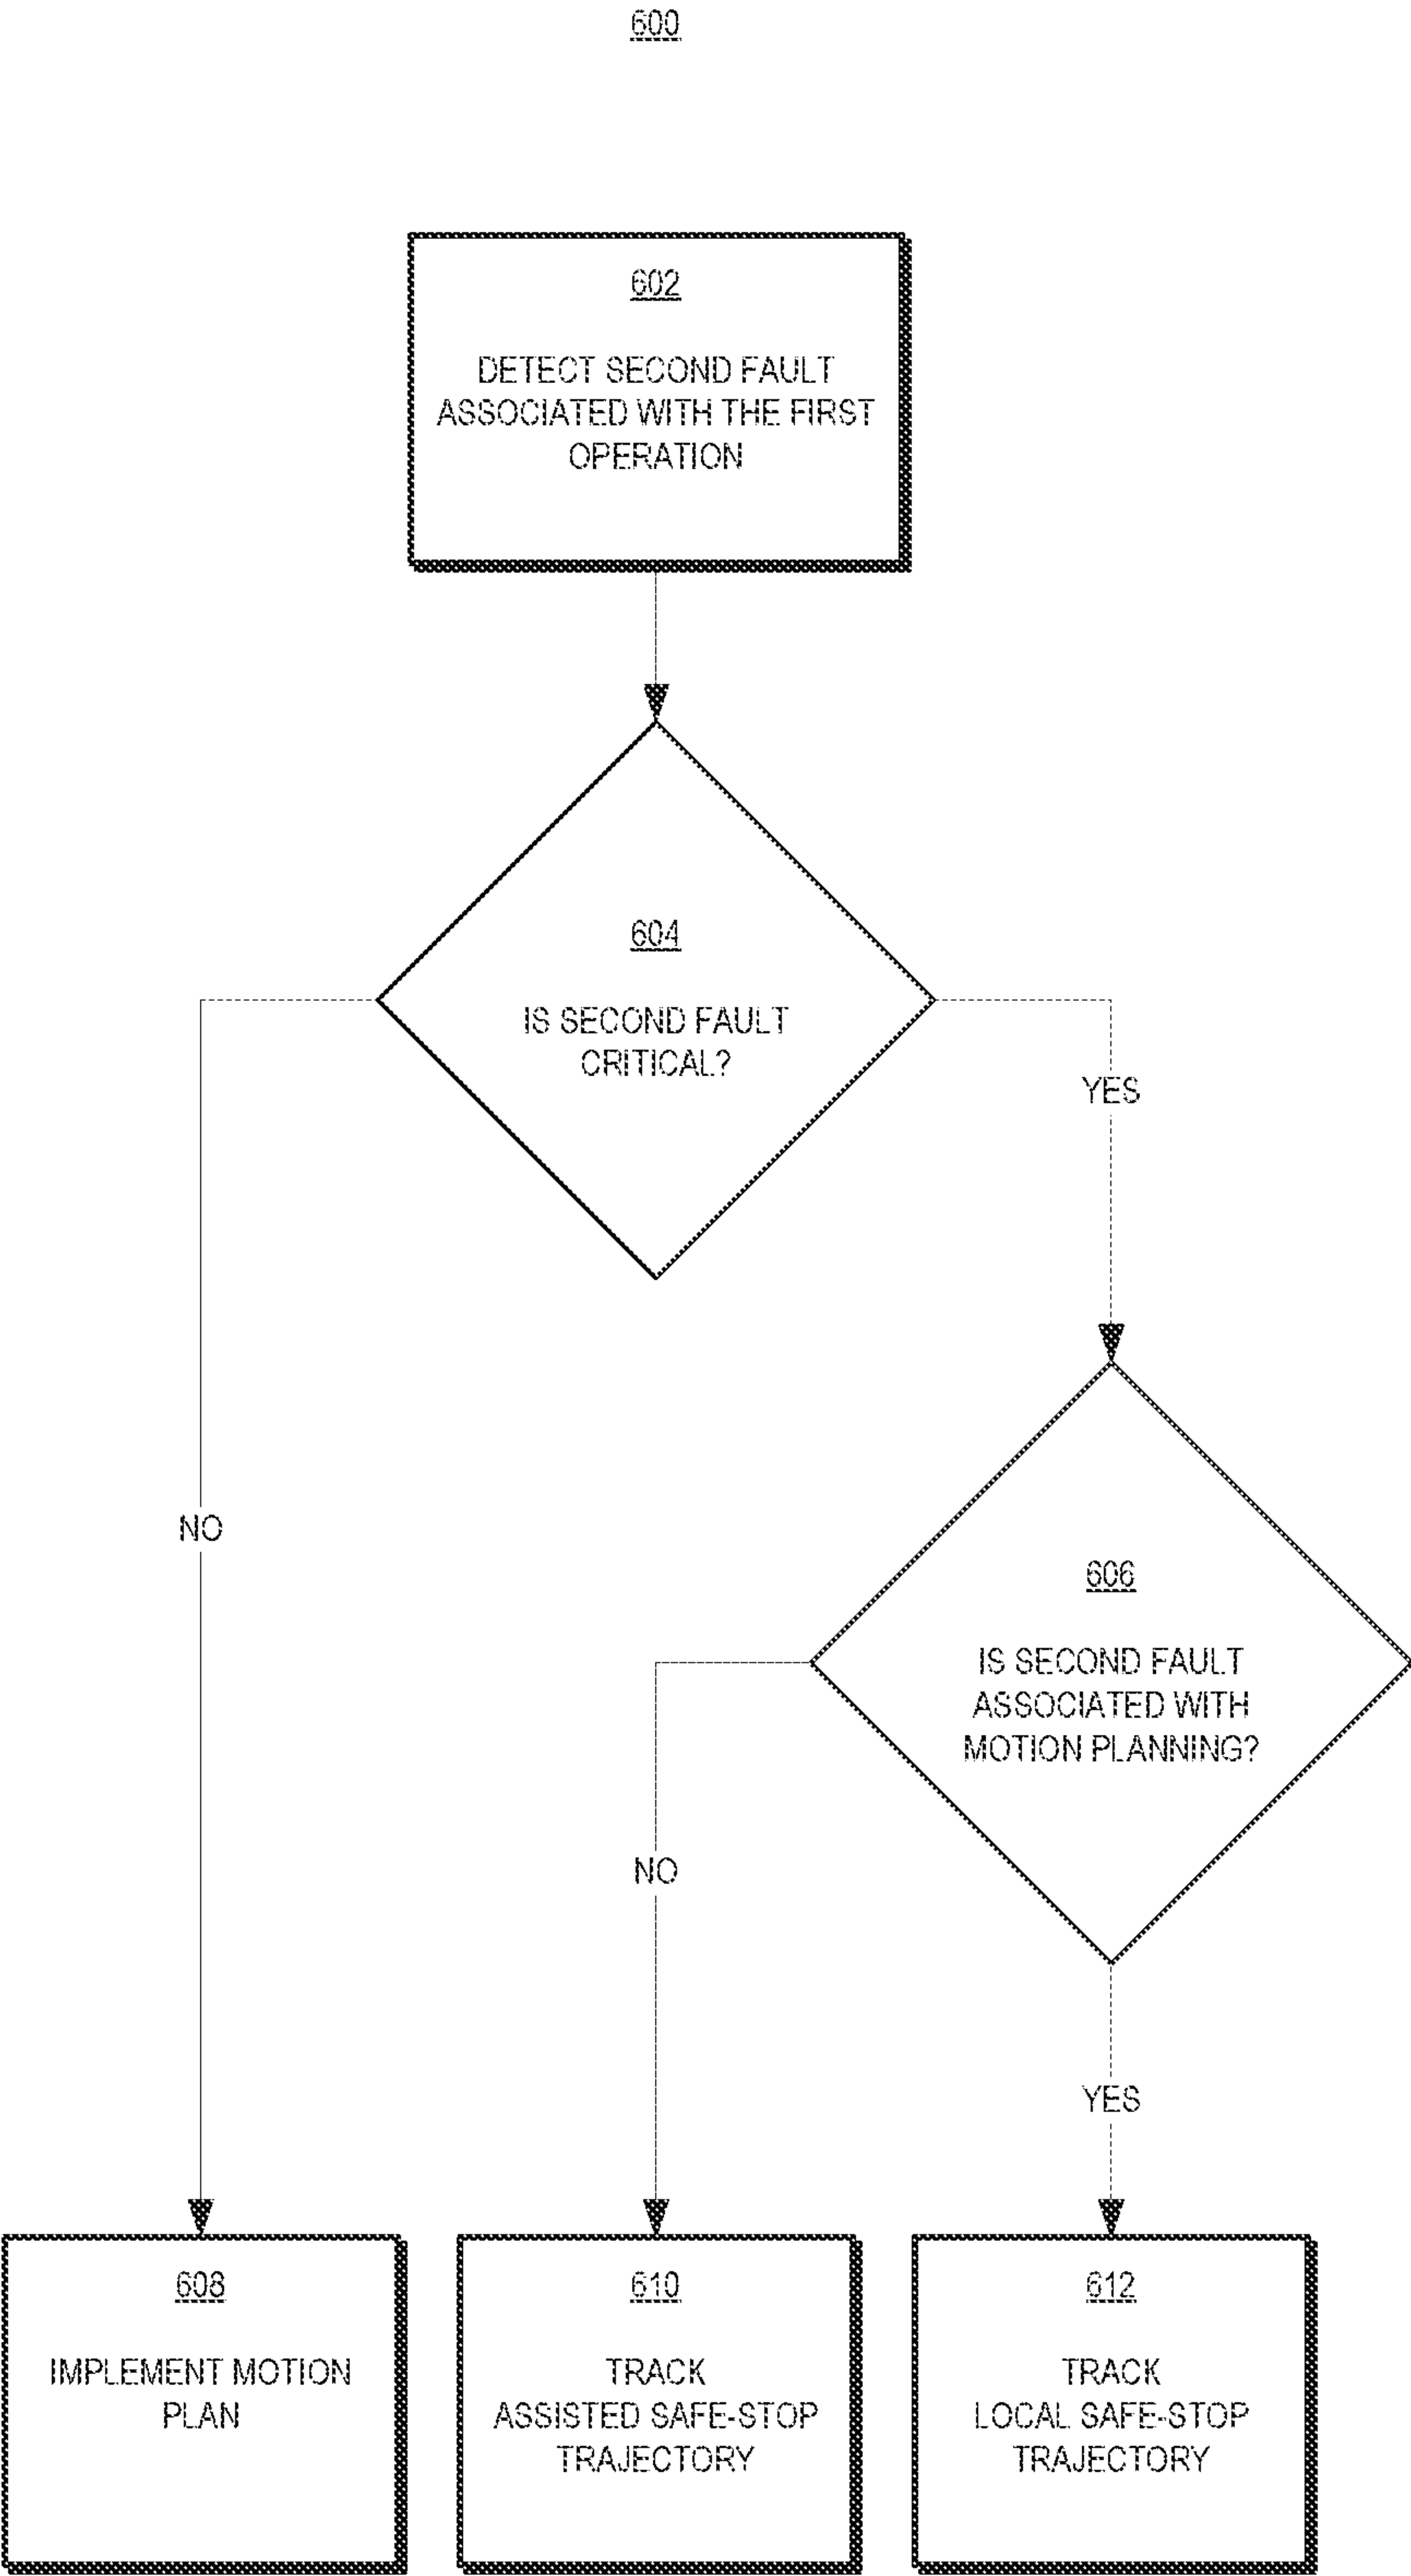 600
602
DETECT SECOND FAULT
ASSOCIATED WITH THE FIRST
OPERATION
604
IS SECOND FAULT
CRITICAL?
YES
NO
606
IS SECOND FAULT
ASSOCIATED WITH
MOTION PLANNING?
NO
YES
608
IMPLEMENT MOTION
PLAN
610
TRACK
ASSISTED SAFE-STOP
TRAJECTORY
612
TRACK
LOCAL SAFE-STOP
TRAJECTORY